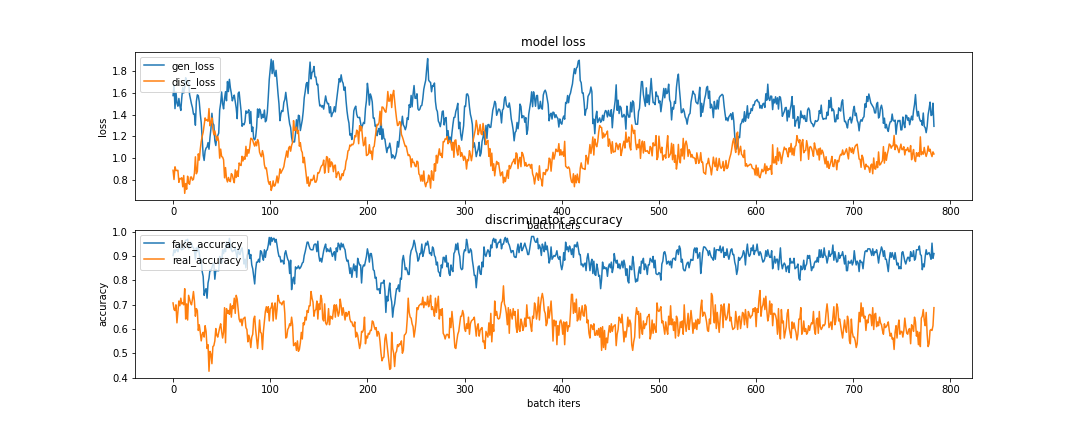 model loss
gen_loss
disc_loss
1.8
1.6
1.4
1.2
1.0
0.8
loss
0 100 200 300 400 500 600 700 800
batch iters
discriminator accuracy
fake_accuracy
real_accuracy
1.0
0.9
0.8
0.7
0.6
0.5
0.4
accuracy
0 100 200 300 400 500 600 700 800
batch iters